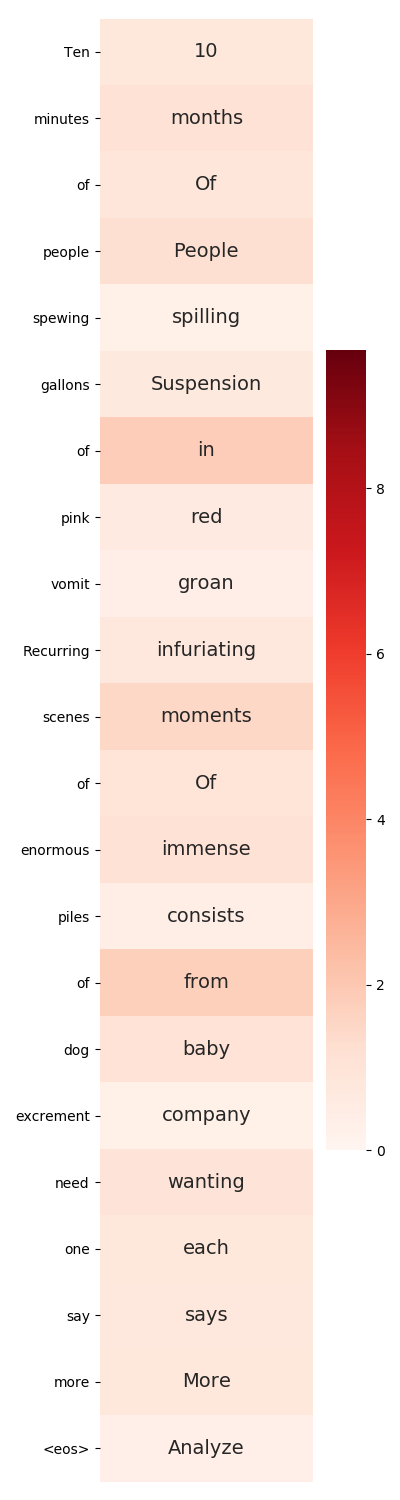 Ten 10
minutes months
of Of
people People
spewing spilling
gallons Suspension
of in
pink red
vomit groan
Recurring infuriating
scenes moments
of Of
enormous immense
piles consists
of from
dog baby
excrement company
need wanting
one each
say says
more More
<eos> Analyze
8
6
4
2
0